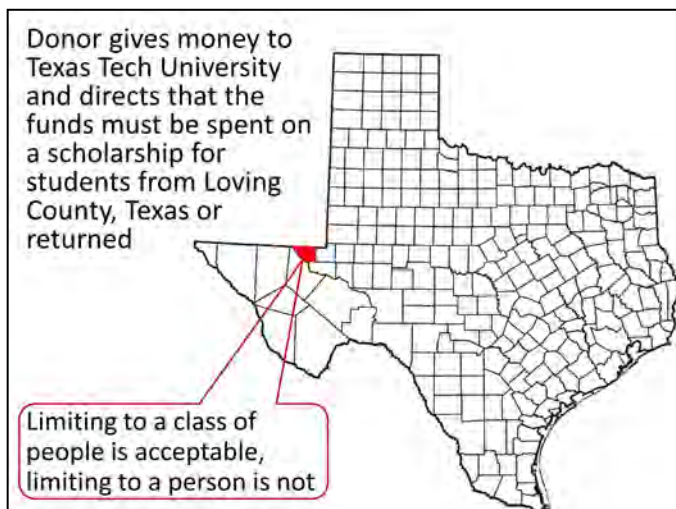 Donor gives money to
Texas Tech University
and directs that the
funds must be spent on
a scholarship for
students from Loving
County, Texas or
returned
Limiting to a class of
people is acceptable,
limiting to a person is not